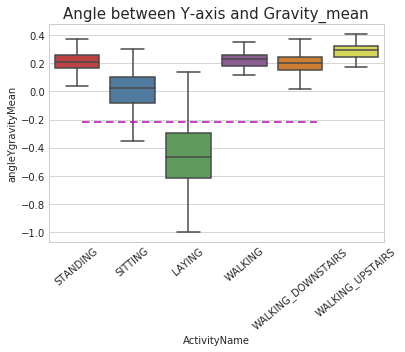 Angle between Y-axis and Gravity_mean
angleYgravityMean
0.4
0.2
0.0
−0.2
−0.4
−0.6
−0.8
−1.0
STANDING
SITTING
LAYING
WALKING
WALKING_DOWNSTAIRS
WALKING_UPSTAIRS
ActivityName